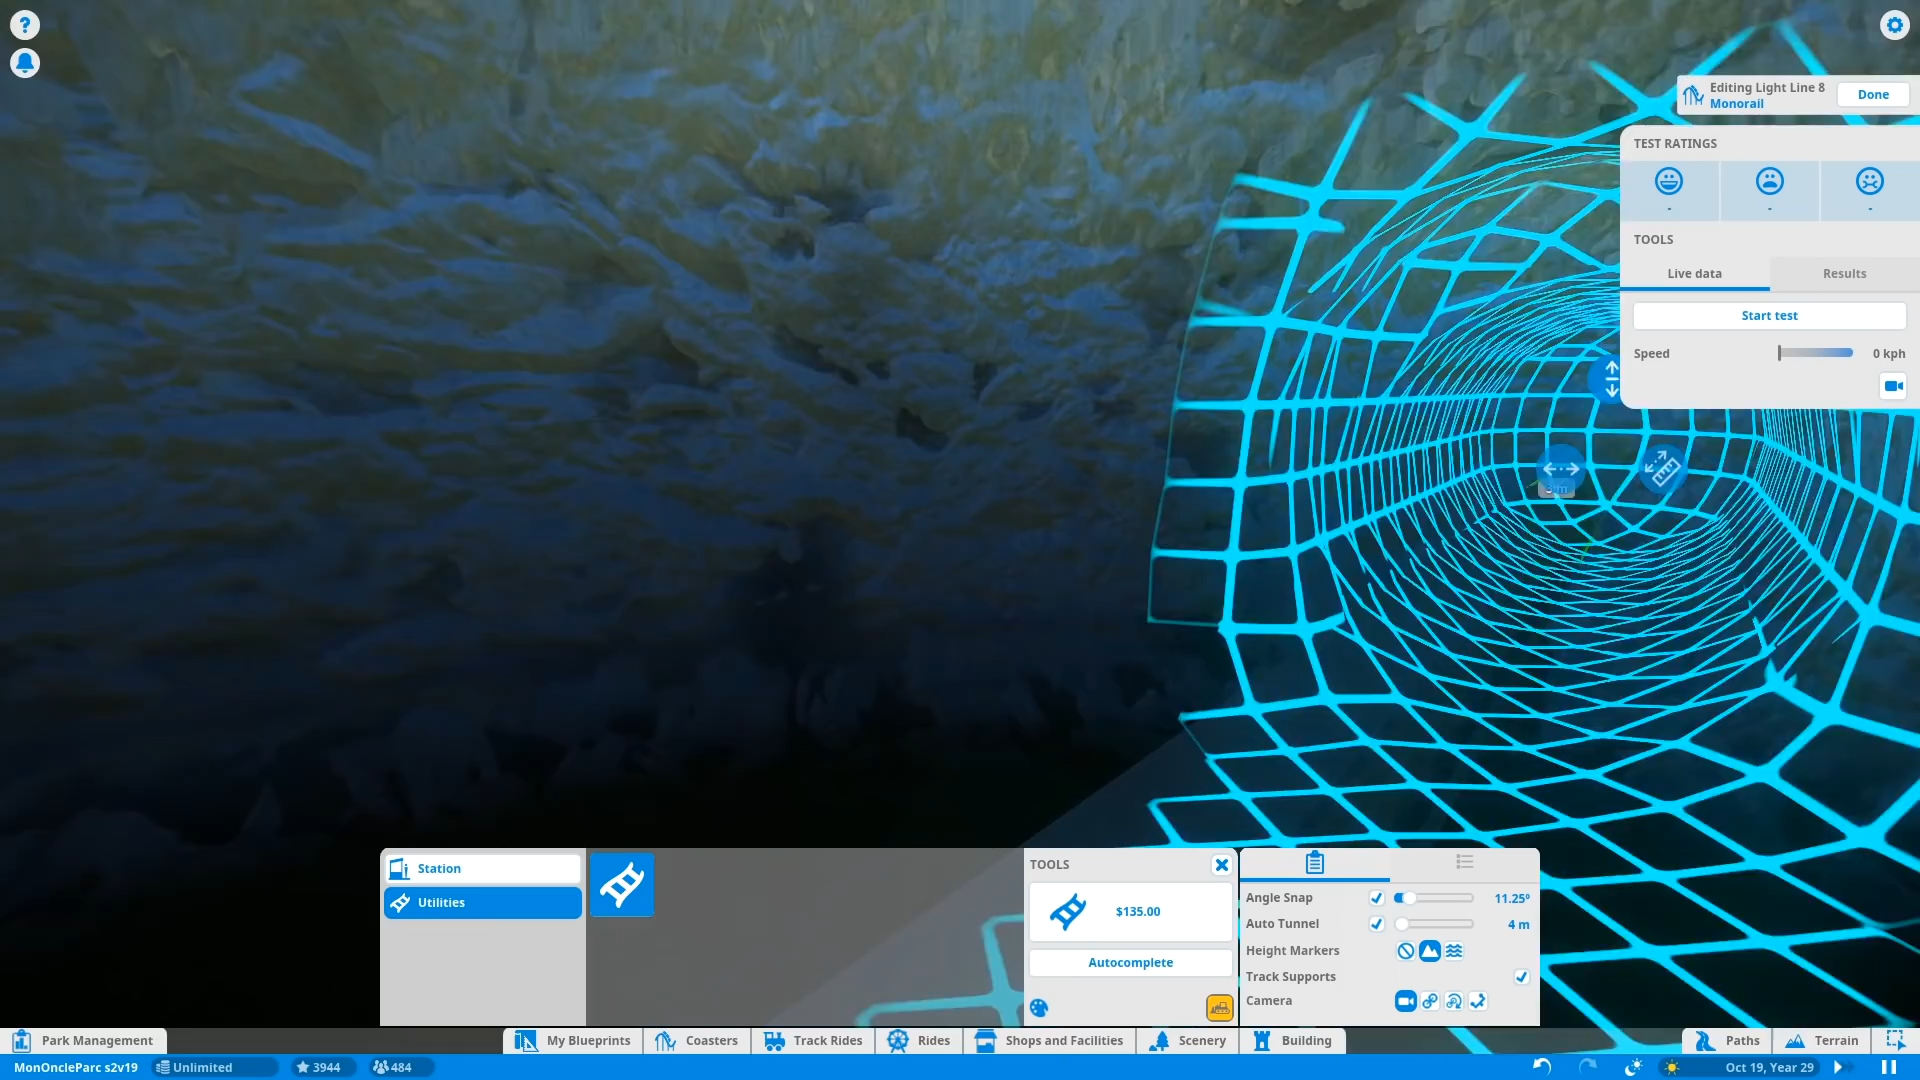 ?
Editing Light Line 8
Monorail
Done
TEST RATINGS
-
-
-
TOOLS
Live data
Results
Start test
Speed
0 kph
Station
Utilities
TOOLS
$135.00
Autocomplete
Angle Snap
11.25°
Auto Tunnel
4 m
Height Markers
Track Supports
Camera
Park Management
My Blueprints
Coasters
Track Rides
Rides
Shops and Facilities
Scenery
Building
Paths
Terrain
MonOncleParc s2v19
Unlimited
3944
484
Oct 19, Year 29